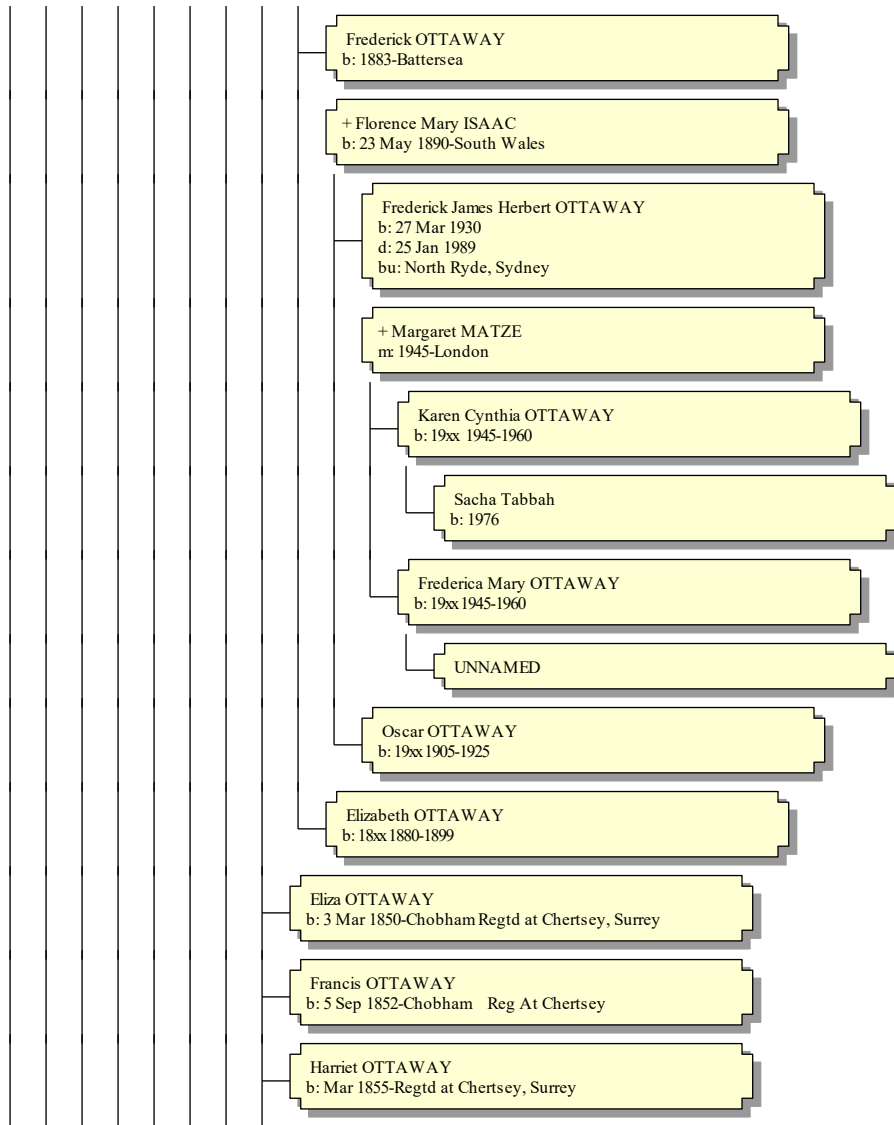 Frederick OTTAWAY
b: 1883-Battersea
+ Florence Mary ISAAC
b: 23 May 1890-South Wales
Frederick James Herbert OTTAWAY
b: 27 Mar 1930
d: 25 Jan 1989
bu: North Ryde, Sydney
+ Margaret MATZE
m: 1945-London
Karen Cynthia OTTAWAY
b: 19xx 1945-1960
Sacha Tabbah
b: 1976
Frederica Mary OTTAWAY
b: 19xx 1945-1960
UNNAMED
Oscar OTTAWAY
b: 19xx 1905-1925
Elizabeth OTTAWAY
b: 18xx 1880-1899
Eliza OTTAWAY
b: 3 Mar 1850-Chobham Regtd at Chertsey, Surrey
Francis OTTAWAY
b: 5 Sep 1852-Chobham Reg At Chertsey
Harriet OTTAWAY
b: Mar 1855-Regtd at Chertsey, Surrey